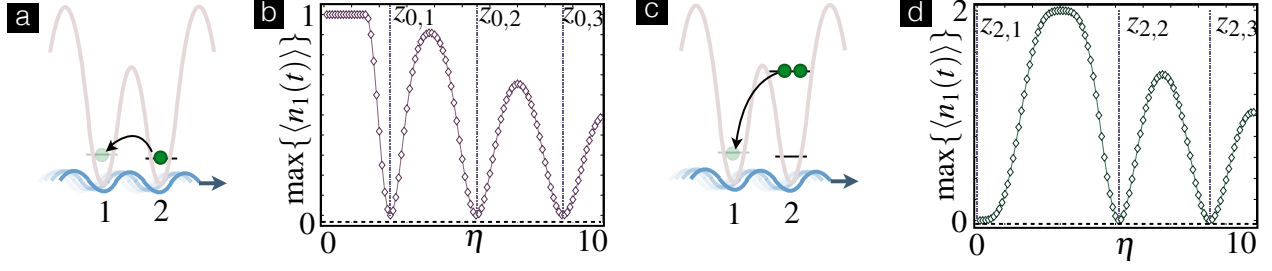 a
1 2
b
max{⟨n₁(t)⟩}
1
0
z₀,₁ z₀,₂ z₀,₃
0 η 10
c
1 2
d
max{⟨n₁(t)⟩}
2
0
z₂,₁ z₂,₂ z₂,₃
0 η 10